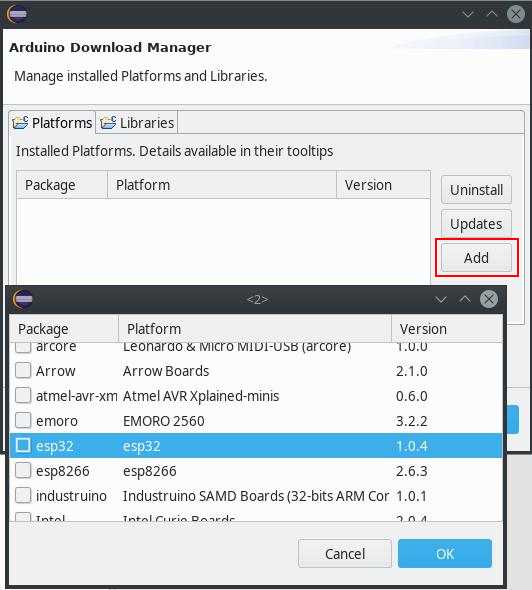 Arduino Download Manager
Manage installed Platforms and Libraries.
Platforms Libraries
Installed Platforms. Details available in their tooltips
Package Platform Version
Uninstall
Updates
Add
<2>
Package Platform Version
arcore Leonardo & Micro MIDI-USB (arcore) 1.0.0
Arrow Arrow Boards 2.1.0
atmel-avr-xm Atmel AVR Xplained-minis 0.6.0
emoro EMORO 2560 3.2.2
esp32 esp32 1.0.4
esp8266 esp8266 2.6.3
industruino Industruino SAMD Boards (32-bits ARM Cor 1.0.1
Intel Intel Curie Boards 2.0.4
Cancel OK